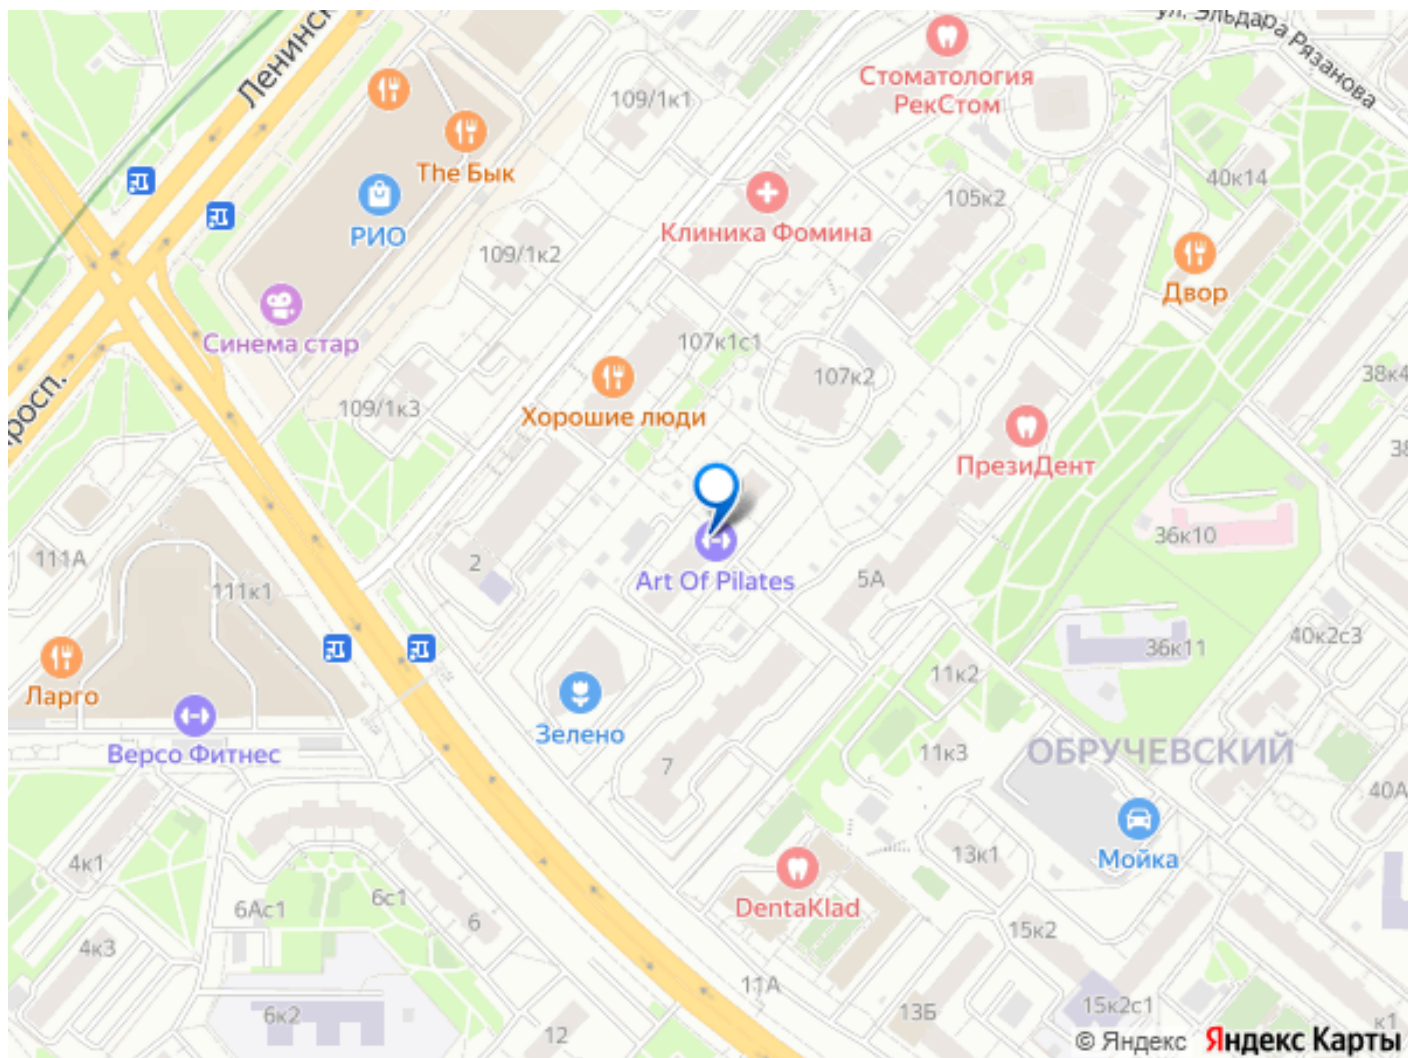 ул. Эльдара Рязанова
Ленинск
Стоматология
РекСтом
109/1к1
The Бык
40к14
105к2
РИО
Клиника Фомина
109/1к2
Двор
Синема стар
107к1с1
107к2
38к4
просп.
109/1к3
Хорошие люди
38
ПрезиДент
36к10
111А
2
111к1
Art Of Pilates
5А
40к2с3
36к11
Ларго
11к2
Зелено
Версо Фитнес
7
11к3
ОБРУЧЕВСКИЙ
40А
4к1
13к1
Мойка
6Ас1
6с1
DentaKlad
6
15к2
4к3
11А
6к2
12
13Б
15к2с1
к1
© Яндекс Яндекс Карты